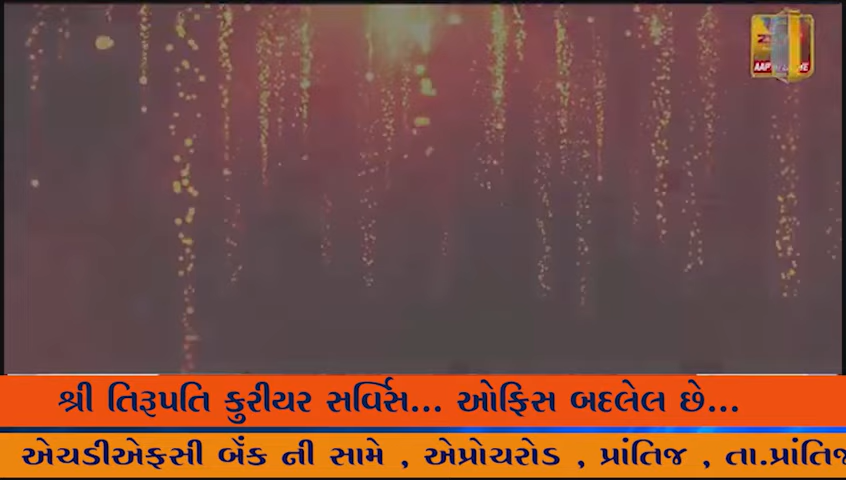 શ્રી તિરૂપતિ કુરીયર સર્વિસ... ઓફિસ બદલેલ છે...
એચડીએફસી બેંક ની સામે , એપ્રોચરોડ , પ્રાંતિજ , તા.પ્રાંતિજ